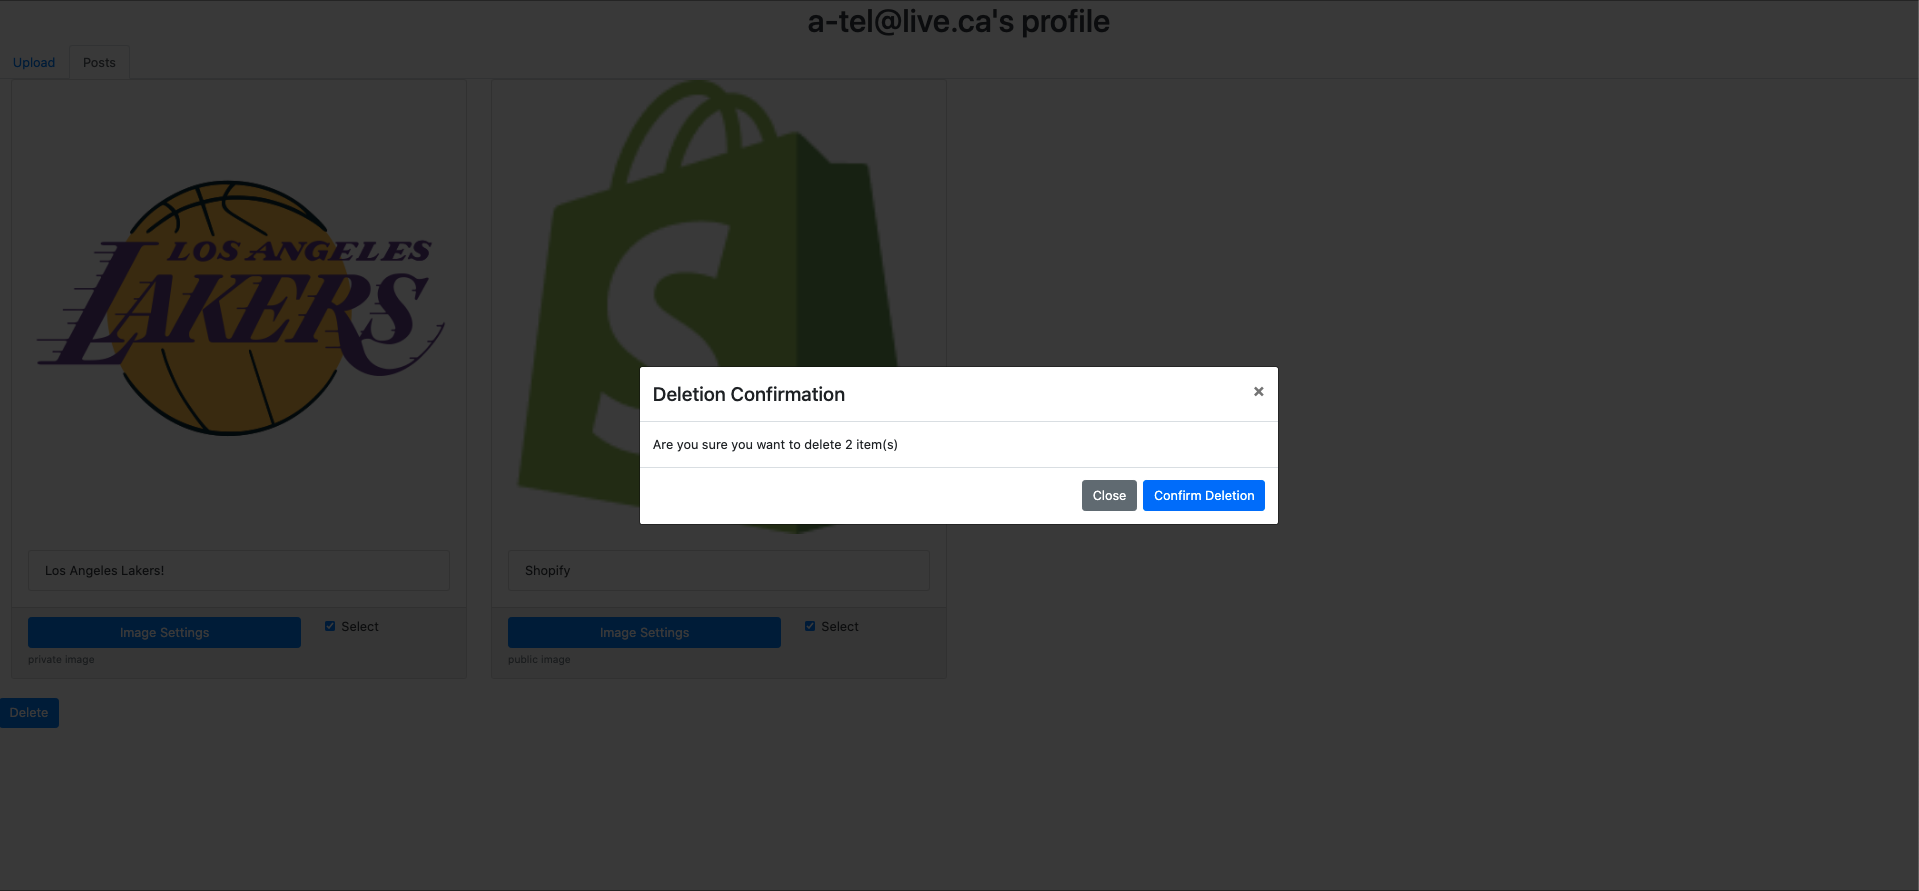 a-tel@live.ca's profile
Upload Posts
LOS ANGELES
LAKERS
S
Deletion Confirmation ×
Are you sure you want to delete 2 item(s)
Close Confirm Deletion
Los Angeles Lakers! Shopify
Image Settings Select Image Settings Select
private image public image
Delete